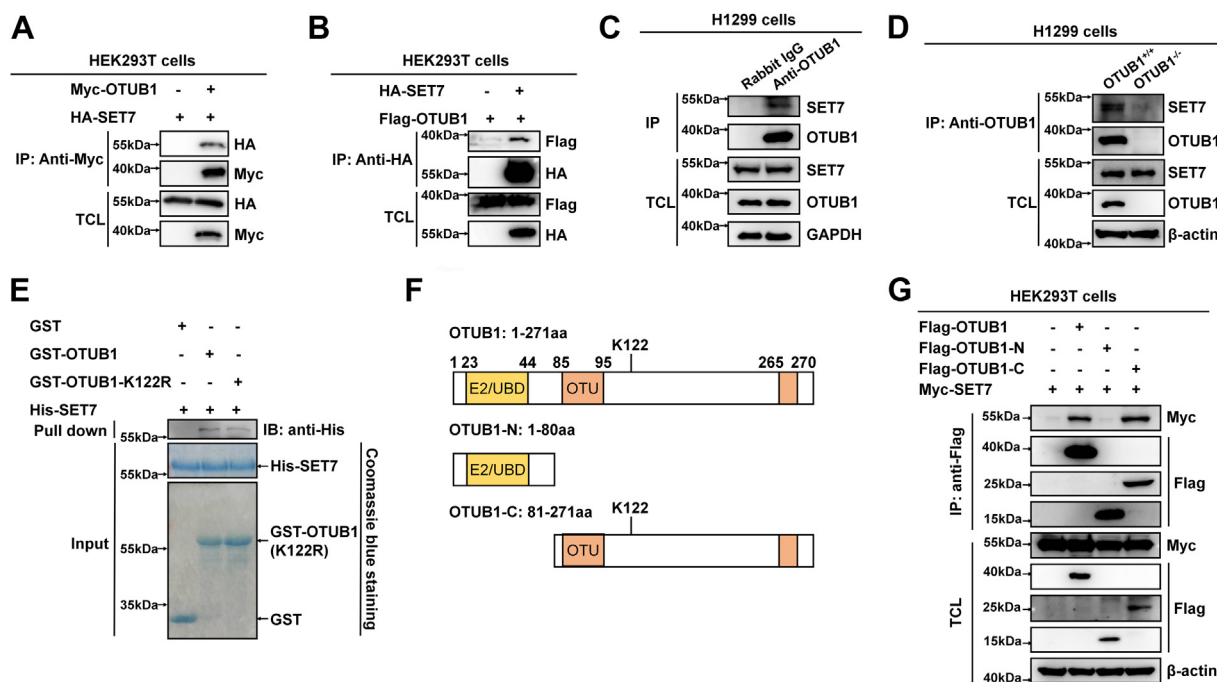 A
HEK293T cells
Myc-OTUB1 - +
HA-SET7 + +
IP: Anti-Myc
55kDa HA
40kDa Myc
TCL
55kDa HA
40kDa Myc
B
HEK293T cells
HA-SET7 - +
Flag-OTUB1 + +
IP: Anti-HA
40kDa Flag
55kDa HA
TCL
40kDa Flag
55kDa HA
C
H1299 cells
Rabbit IgG
Anti-OTUB1
IP
55kDa SET7
40kDa OTUB1
TCL
55kDa SET7
40kDa OTUB1
40kDa GAPDH
D
H1299 cells
OTUB1+/+
OTUB1-/-
IP: Anti-OTUB1
55kDa SET7
40kDa OTUB1
TCL
55kDa SET7
40kDa OTUB1
40kDa β-actin
E
GST + - -
GST-OTUB1 - + -
GST-OTUB1-K122R - - +
His-SET7 + + +
Pull down
55kDa IB: anti-His
Input
55kDa His-SET7
55kDa GST-OTUB1
(K122R)
35kDa
GST
Coomassie blue staining
F
OTUB1: 1-271aa
K122
1 23 44 85 95 265 270
E2/UBD OTU
OTUB1-N: 1-80aa
E2/UBD
OTUB1-C: 81-271aa
K122
OTU
G
HEK293T cells
Flag-OTUB1 - + - -
Flag-OTUB1-N - - + -
Flag-OTUB1-C - - - +
Myc-SET7 + + + +
IP: anti-Flag
55kDa Myc
40kDa
25kDa Flag
15kDa
TCL
55kDa Myc
40kDa
25kDa Flag
15kDa
40kDa β-actin